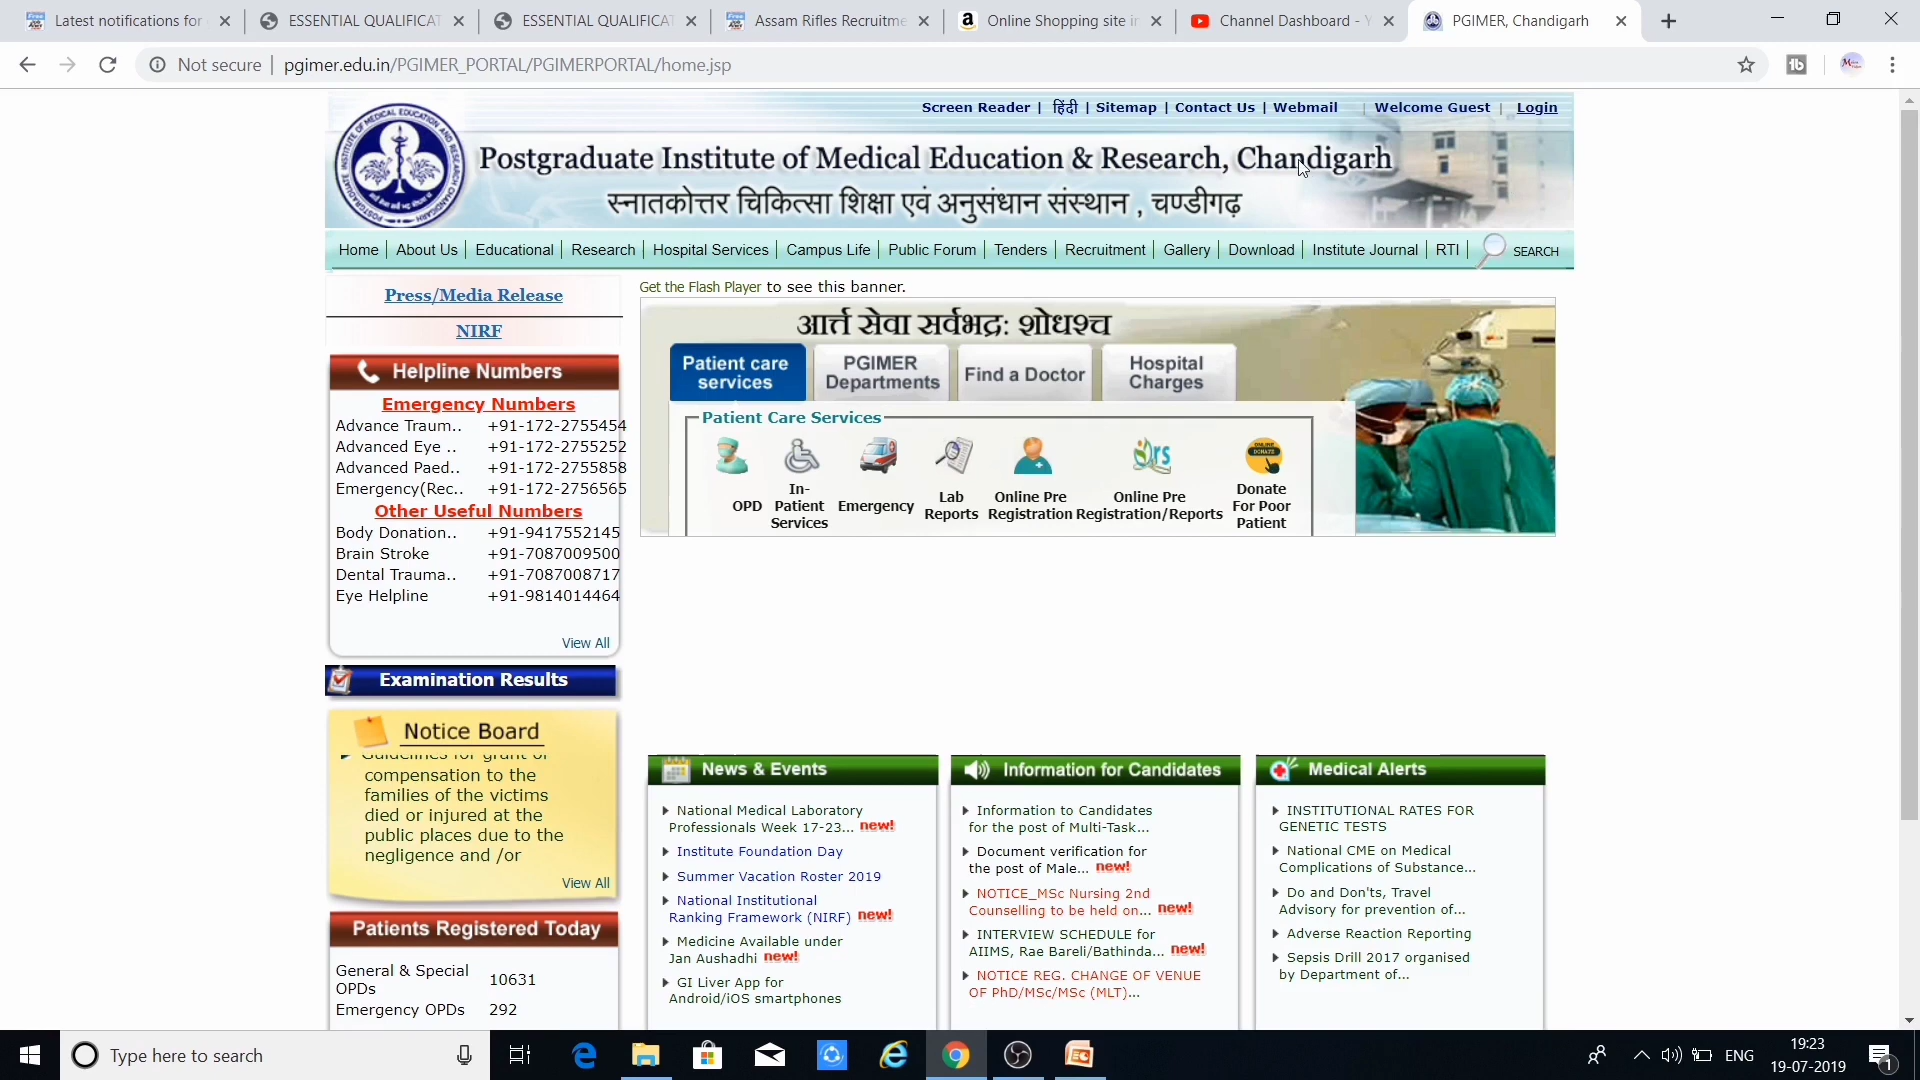 Latest notifications for
ESSENTIAL QUALIFICAT
ESSENTIAL QUALIFICAT
Assam Rifles Recruitme
Online Shopping site in
Channel Dashboard - Y
PGIMER, Chandigarh
Not secure | pgimer.edu.in/PGIMER_PORTAL/PGIMERPORTAL/home.jsp
Screen Reader | हिंदी | Sitemap | Contact Us | Webmail | Welcome Guest | Login
Postgraduate Institute of Medical Education & Research, Chandigarh
स्नातकोत्तर चिकित्सा शिक्षा एवं अनुसंधान संस्थान , चण्डीगढ़
Home | About Us | Educational | Research | Hospital Services | Campus Life | Public Forum | Tenders | Recruitment | Gallery | Download | Institute Journal | RTI | SEARCH
Press/Media Release
NIRF
Helpline Numbers
Emergency Numbers
Advance Traum.. +91-172-2755454
Advanced Eye .. +91-172-2755252
Advanced Paed.. +91-172-2755858
Emergency(Rec.. +91-172-2756565
Other Useful Numbers
Body Donation.. +91-9417552145
Brain Stroke +91-7087009500
Dental Trauma.. +91-7087008717
Eye Helpline +91-9814014464
View All
Examination Results
Notice Board
Guidelines for grant of
compensation to the
families of the victims
died or injured at the
public places due to the
negligence and /or
View All
Patients Registered Today
General & Special
OPDs 10631
Emergency OPDs 292
Get the Flash Player to see this banner.
आर्त्त सेवा सर्वभद्र: शोधश्च
Patient care
services
PGIMER
Departments
Find a Doctor
Hospital
Charges
Patient Care Services
OPD
In-
Patient
Services
Emergency
Lab
Reports
Online Pre
Registration
rs
Online Pre
Registration/Reports
ONLINE
DONATE
Donate
For Poor
Patient
News & Events
National Medical Laboratory
Professionals Week 17-23... new!
Institute Foundation Day
Summer Vacation Roster 2019
National Institutional
Ranking Framework (NIRF) new!
Medicine Available under
Jan Aushadhi new!
GI Liver App for
Android/iOS smartphones
Information for Candidates
Information to Candidates
for the post of Multi-Task...
Document verification for
the post of Male... new!
NOTICE_MSc Nursing 2nd
Counselling to be held on... new!
INTERVIEW SCHEDULE for
AIIMS, Rae Bareli/Bathinda... new!
NOTICE REG. CHANGE OF VENUE
OF PhD/MSc/MSc (MLT)...
Medical Alerts
INSTITUTIONAL RATES FOR
GENETIC TESTS
National CME on Medical
Complications of Substance...
Do and Don'ts, Travel
Advisory for prevention of...
Adverse Reaction Reporting
Sepsis Drill 2017 organised
by Department of...
Type here to search
ENG
19:23
19-07-2019
1